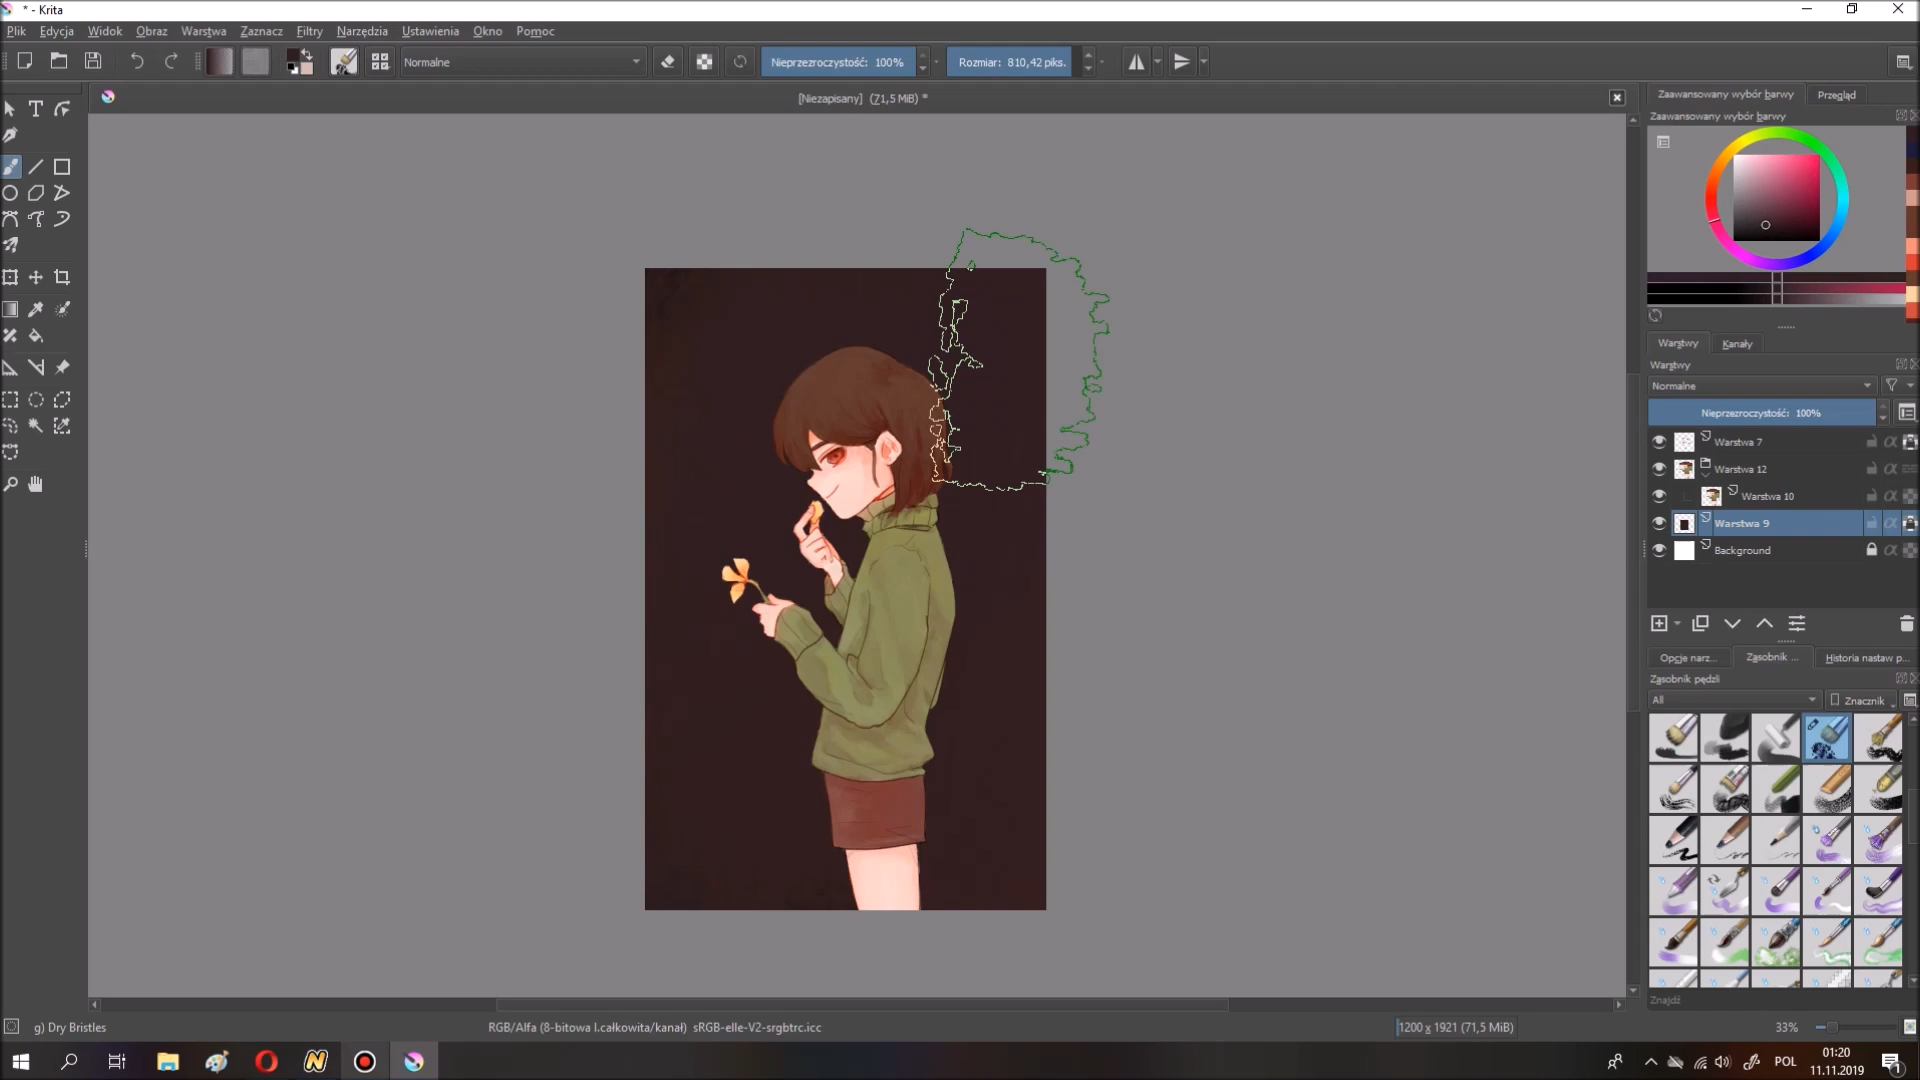 * - Krita
Plik Edycja Widok Obraz Warstwa Zaznacz Filtry Narzędzia Ustawienia Okno Pomoc
Normalne Nieprzezroczystość: 100% Rozmiar: 810,42 piks.
[Niezapisany] (71,5 MiB) *
Zaawansowany wybór barwy Przegląd
Zaawansowany wybór barwy
Warstwy Kanały
Warstwy
Normalne
Nieprzezroczystość: 100%
Warstwa 7
Warstwa 12
Warstwa 10
Warstwa 9
Background
Opcje narz... Zasobnik ... Historia nastaw p...
Zasobnik pędzli
All Znacznik
Znajdź
g) Dry Bristles RGB/Alfa (8-bitowa l.całkowita/kanał) sRGB-elle-V2-srgbtrc.icc 1200 x 1921 (71,5 MiB) 33%
POL 01:20
11.11.2019
1